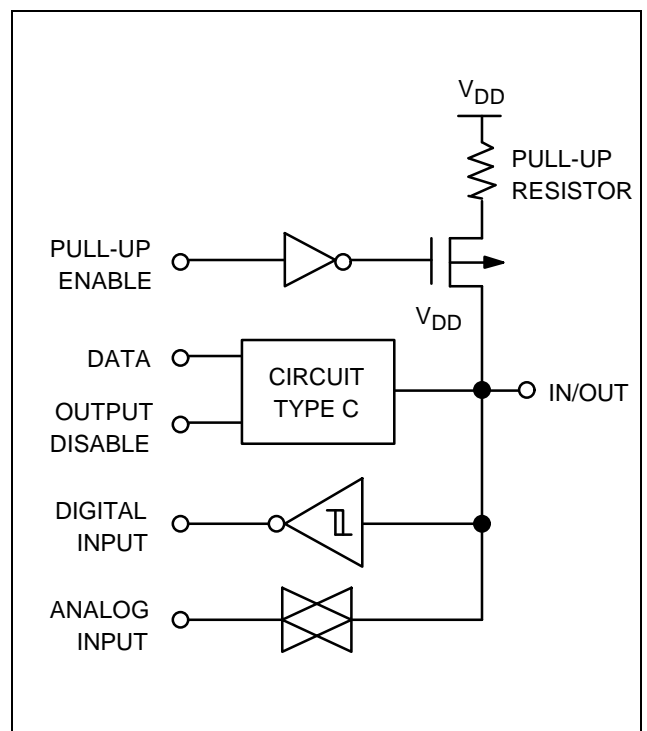 VDD
PULL-UP
RESISTOR
PULL-UP
ENABLE
VDD
DATA
CIRCUIT
TYPE C
IN/OUT
OUTPUT
DISABLE
DIGITAL
INPUT
ANALOG
INPUT